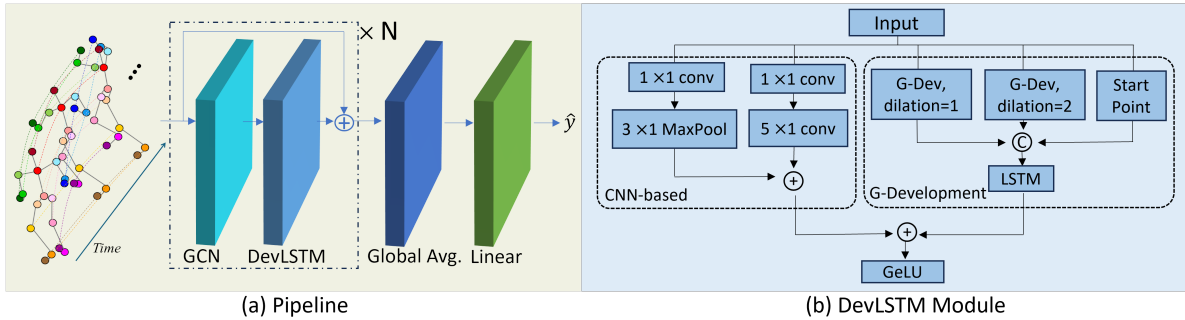 × N
ŷ
Time
GCN
DevLSTM
Global Avg.
Linear
(a) Pipeline
Input
1 ×1 conv
1 ×1 conv
G-Dev,
dilation=1
G-Dev,
dilation=2
Start
Point
3 ×1 MaxPool
5 ×1 conv
C
LSTM
CNN-based
G-Development
GeLU
(b) DevLSTM Module